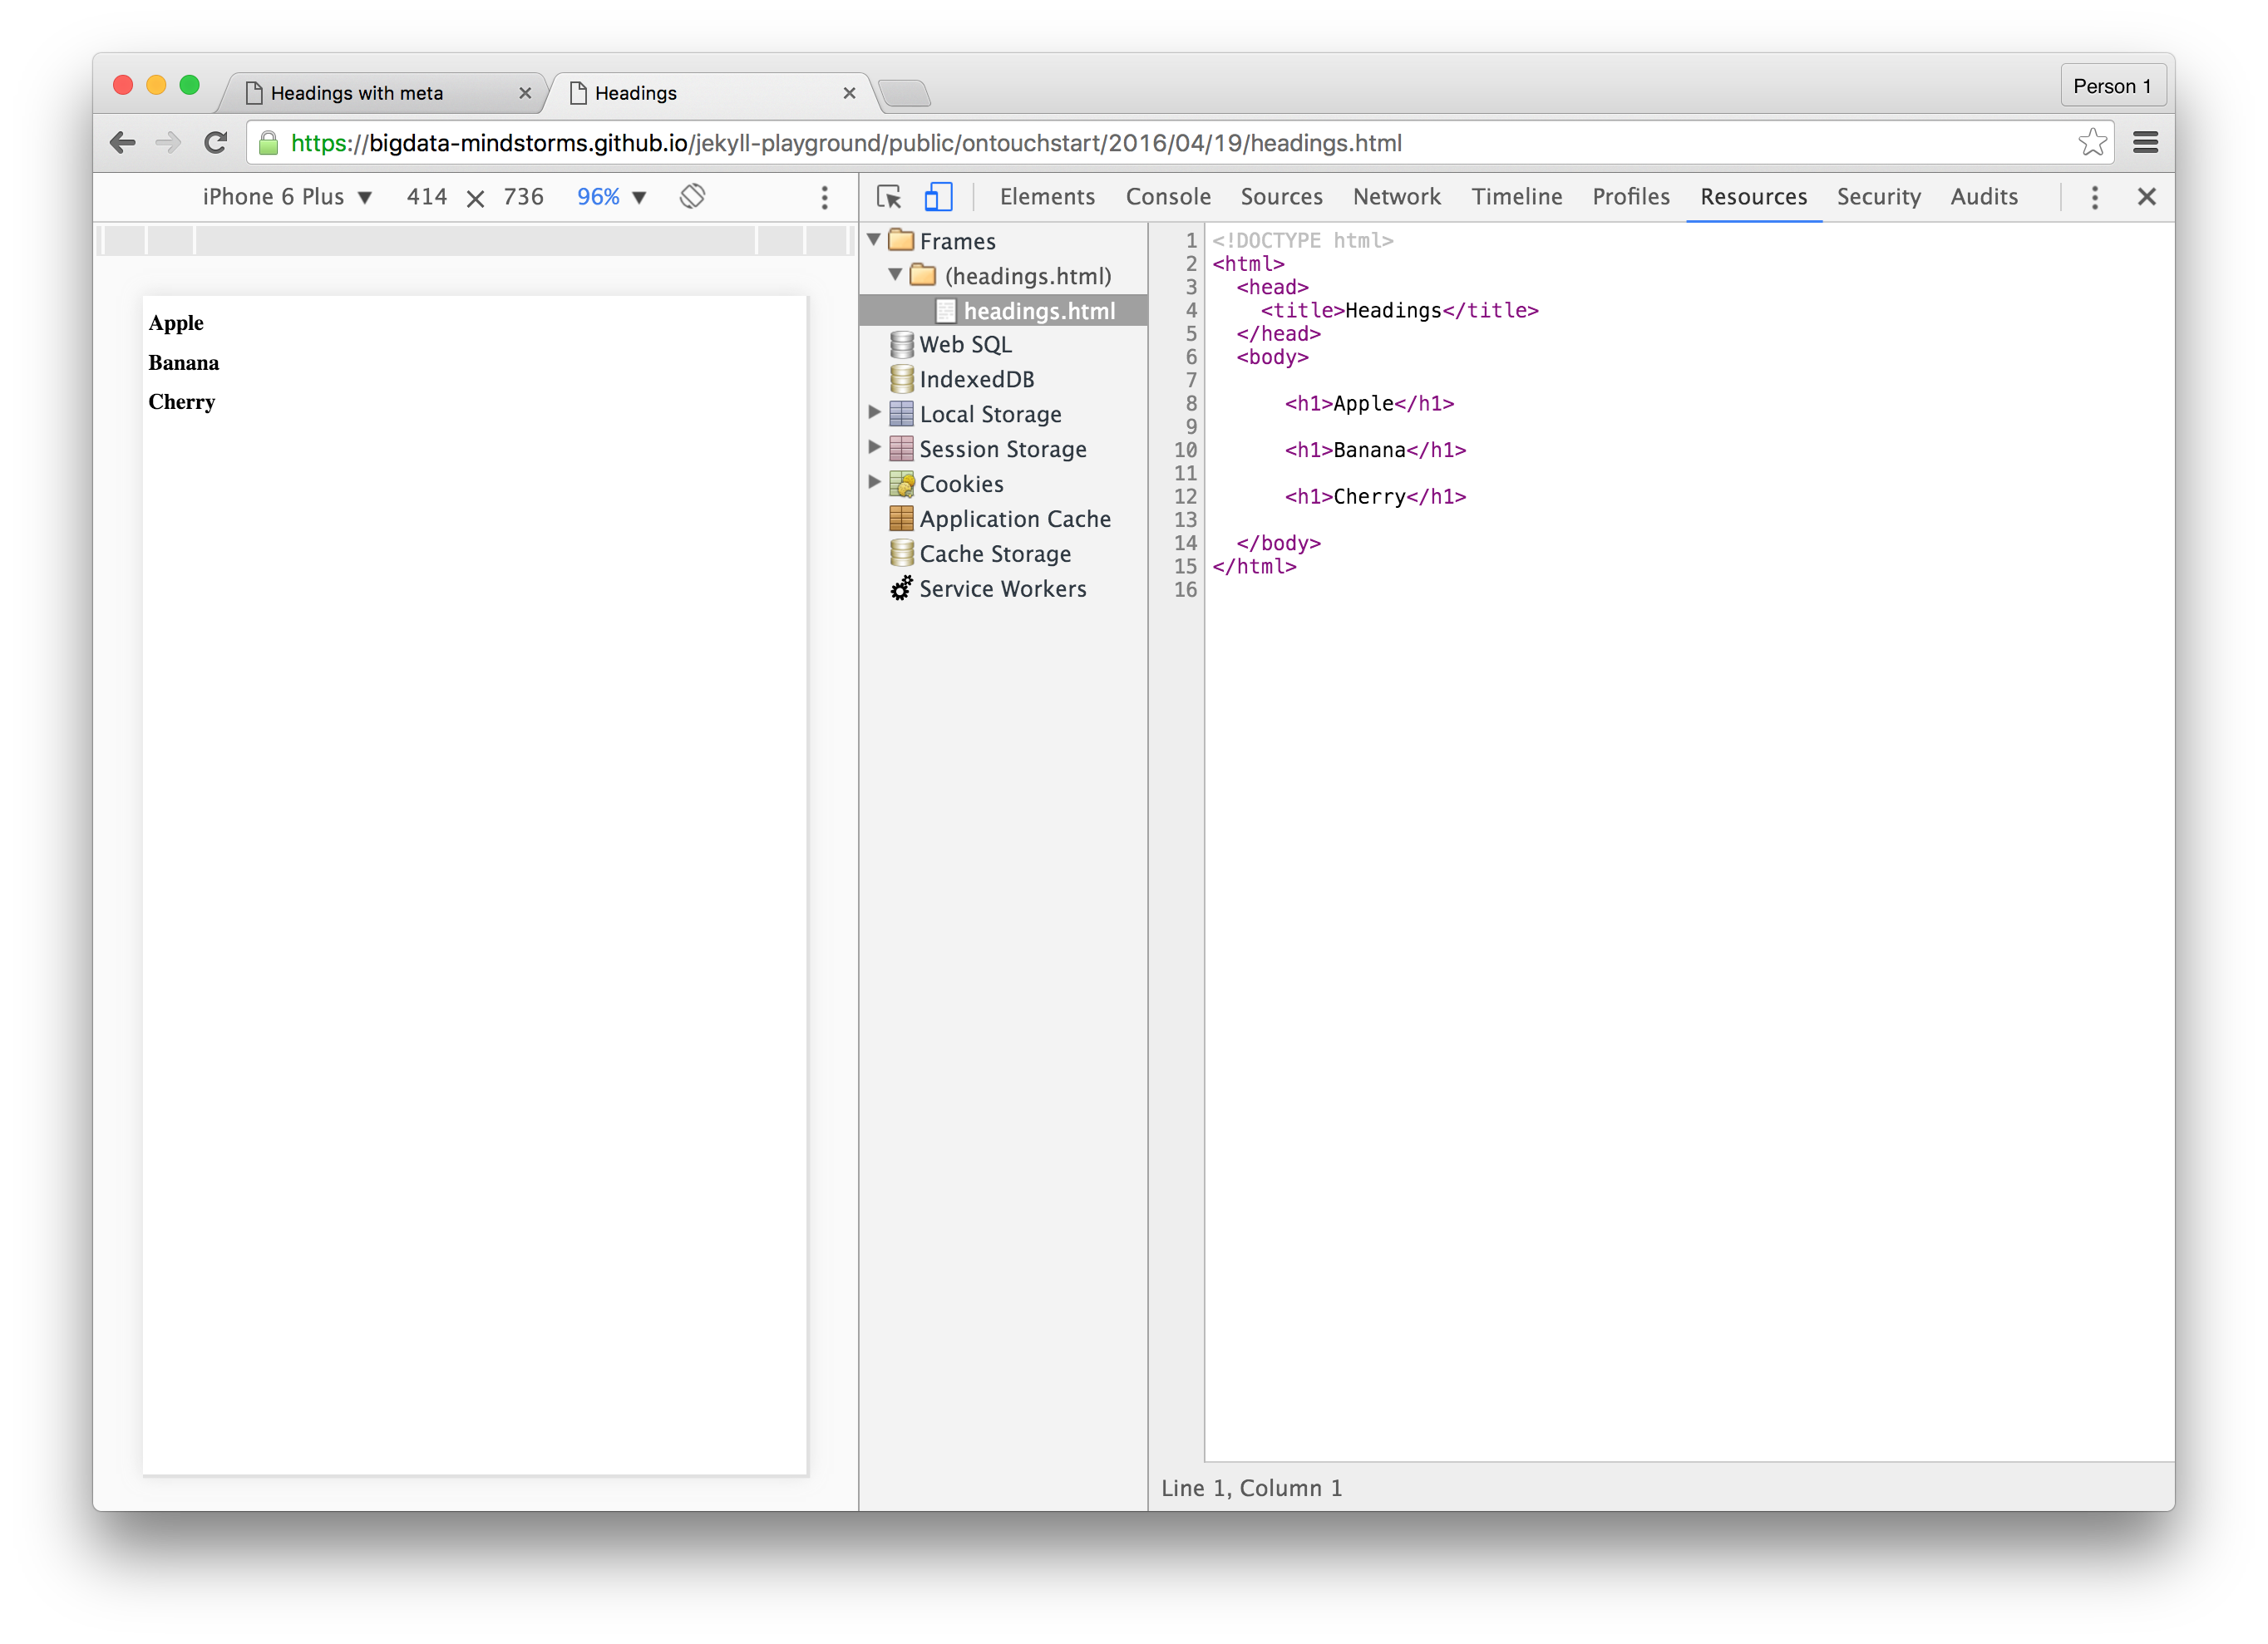 Headings with meta
Headings
Person 1
https://bigdata-mindstorms.github.io/jekyll-playground/public/ontouchstart/2016/04/19/headings.html
iPhone 6 Plus ▼ 414 × 736 96% ▼
Elements Console Sources Network Timeline Profiles Resources Security Audits
Apple
Banana
Cherry
Frames
(headings.html)
headings.html
Web SQL
IndexedDB
Local Storage
Session Storage
Cookies
Application Cache
Cache Storage
Service Workers
1 <!DOCTYPE html>
2 <html>
3 <head>
4 <title>Headings</title>
5 </head>
6 <body>
7
8 <h1>Apple</h1>
9
10 <h1>Banana</h1>
11
12 <h1>Cherry</h1>
13
14 </body>
15 </html>
16
Line 1, Column 1